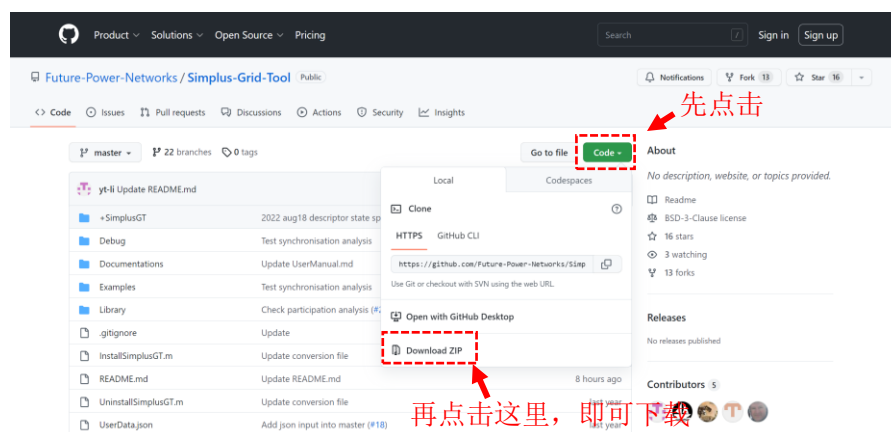 Product Solutions Open Source Pricing Search / Sign in Sign up
Future-Power-Networks / Simplus-Grid-Tool Public Notifications Fork 13 Star 16
Code Issues Pull requests Discussions Actions Security Insights
先点击
master 22 branches 0 tags Go to file Code
About
No description, website, or topics provided.
Readme
BSD-3-Clause license
16 stars
3 watching
13 forks
Releases
No releases published
Contributors 5
yt-li Update README.md
+SimplusGT 2022 aug18 descriptor state sp
Debug Test synchronisation analysis
Documentations Update UserManual.md
Examples Test synchronisation analysis
Library Check participation analysis
.gitignore Update
InstallSimplusGT.m Update conversion file
README.md Update README.md 8 hours ago
UninstallSimplusGT.m Update conversion file last year
UserData.json Add json input into master (#18) last year
Local Codespaces
Clone
HTTPS GitHub CLI
https://github.com/Future-Power-Networks/Simp
Use Git or checkout with SVN using the web URL.
Open with GitHub Desktop
Download ZIP
再点击这里，即可下载